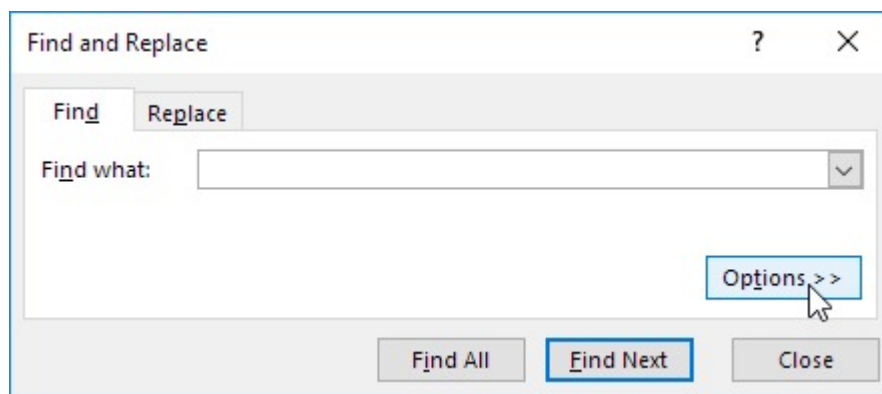 Find and Replace ?
Find Replace
Find what:
Options >>
Find All Find Next Close